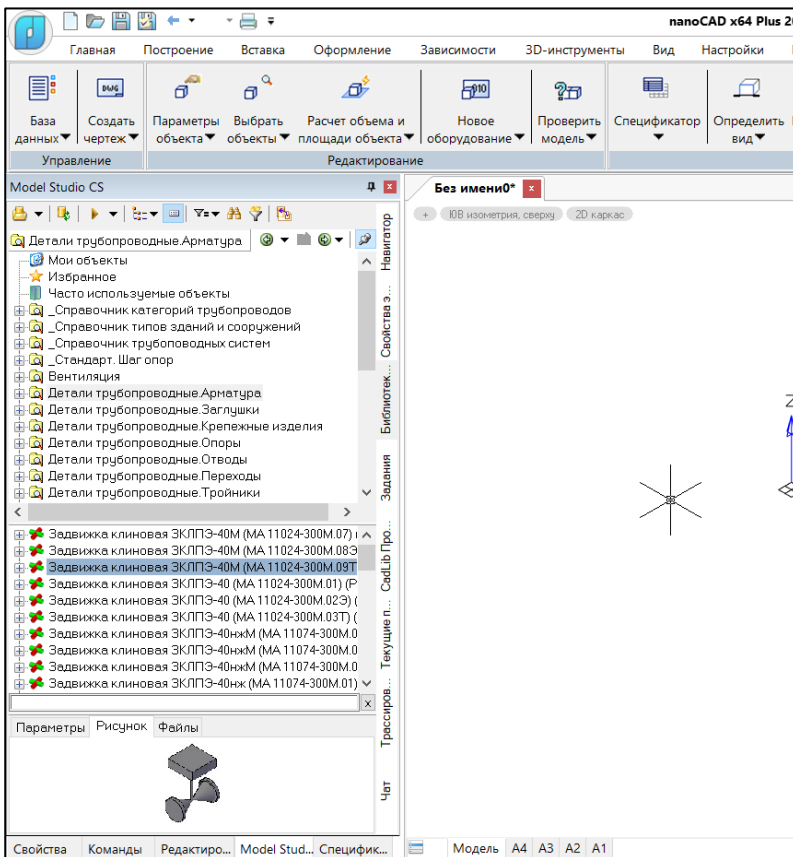 nanoCAD x64 Plus 20
Главная Построение Вставка Оформление Зависимости 3D-инструменты Вид Настройки
База данных Создать чертеж Параметры объекта Выбрать объекты Расчет объема и площади объекта Новое оборудование Проверить модель Спецификатор Определить вид
DWG
Управление Редактирование
Model Studio CS
Без имени0*
+ ЮВ изометрия, сверху 2D каркас
Детали трубопроводные.Арматура
Мои объекты
Избранное
Часто используемые объекты
_Справочник категорий трубопроводов
_Справочник типов зданий и сооружений
_Справочник трубоповодных систем
_Стандарт. Шаг опор
Вентиляция
Детали трубопроводные.Арматура
Детали трубопроводные.Заглушки
Детали трубопроводные.Крепежные изделия
Детали трубопроводные.Опоры
Детали трубопроводные.Отводы
Детали трубопроводные.Переходы
Детали трубопроводные.Тройники
Задвижка клиновая ЗКЛПЭ-40М (МА 11024-300М.07)
Задвижка клиновая ЗКЛПЭ-40М (МА 11024-300М.08Э
Задвижка клиновая ЗКЛПЭ-40М (МА 11024-300М.09Т
Задвижка клиновая ЗКЛПЭ-40 (МА 11024-300М.01) (Р
Задвижка клиновая ЗКЛПЭ-40 (МА 11024-300М.02Э) (
Задвижка клиновая ЗКЛПЭ-40 (МА 11024-300М.03Т) (
Задвижка клиновая ЗКЛПЭ-40нжМ (МА 11074-300М.0
Задвижка клиновая ЗКЛПЭ-40нжМ (МА 11074-300М.0
Задвижка клиновая ЗКЛПЭ-40нжМ (МА 11074-300М.0
Задвижка клиновая ЗКЛПЭ-40нж (МА 11074-300М.01)
Параметры Рисунок Файлы
Навигатор
Свойства э...
Библиотек...
Задания
CadLib Про...
Текущие п...
Трассиров...
Чат
Z
Свойства Команды Редактиро... Model Stud... Специфик...
Модель A4 A3 A2 A1